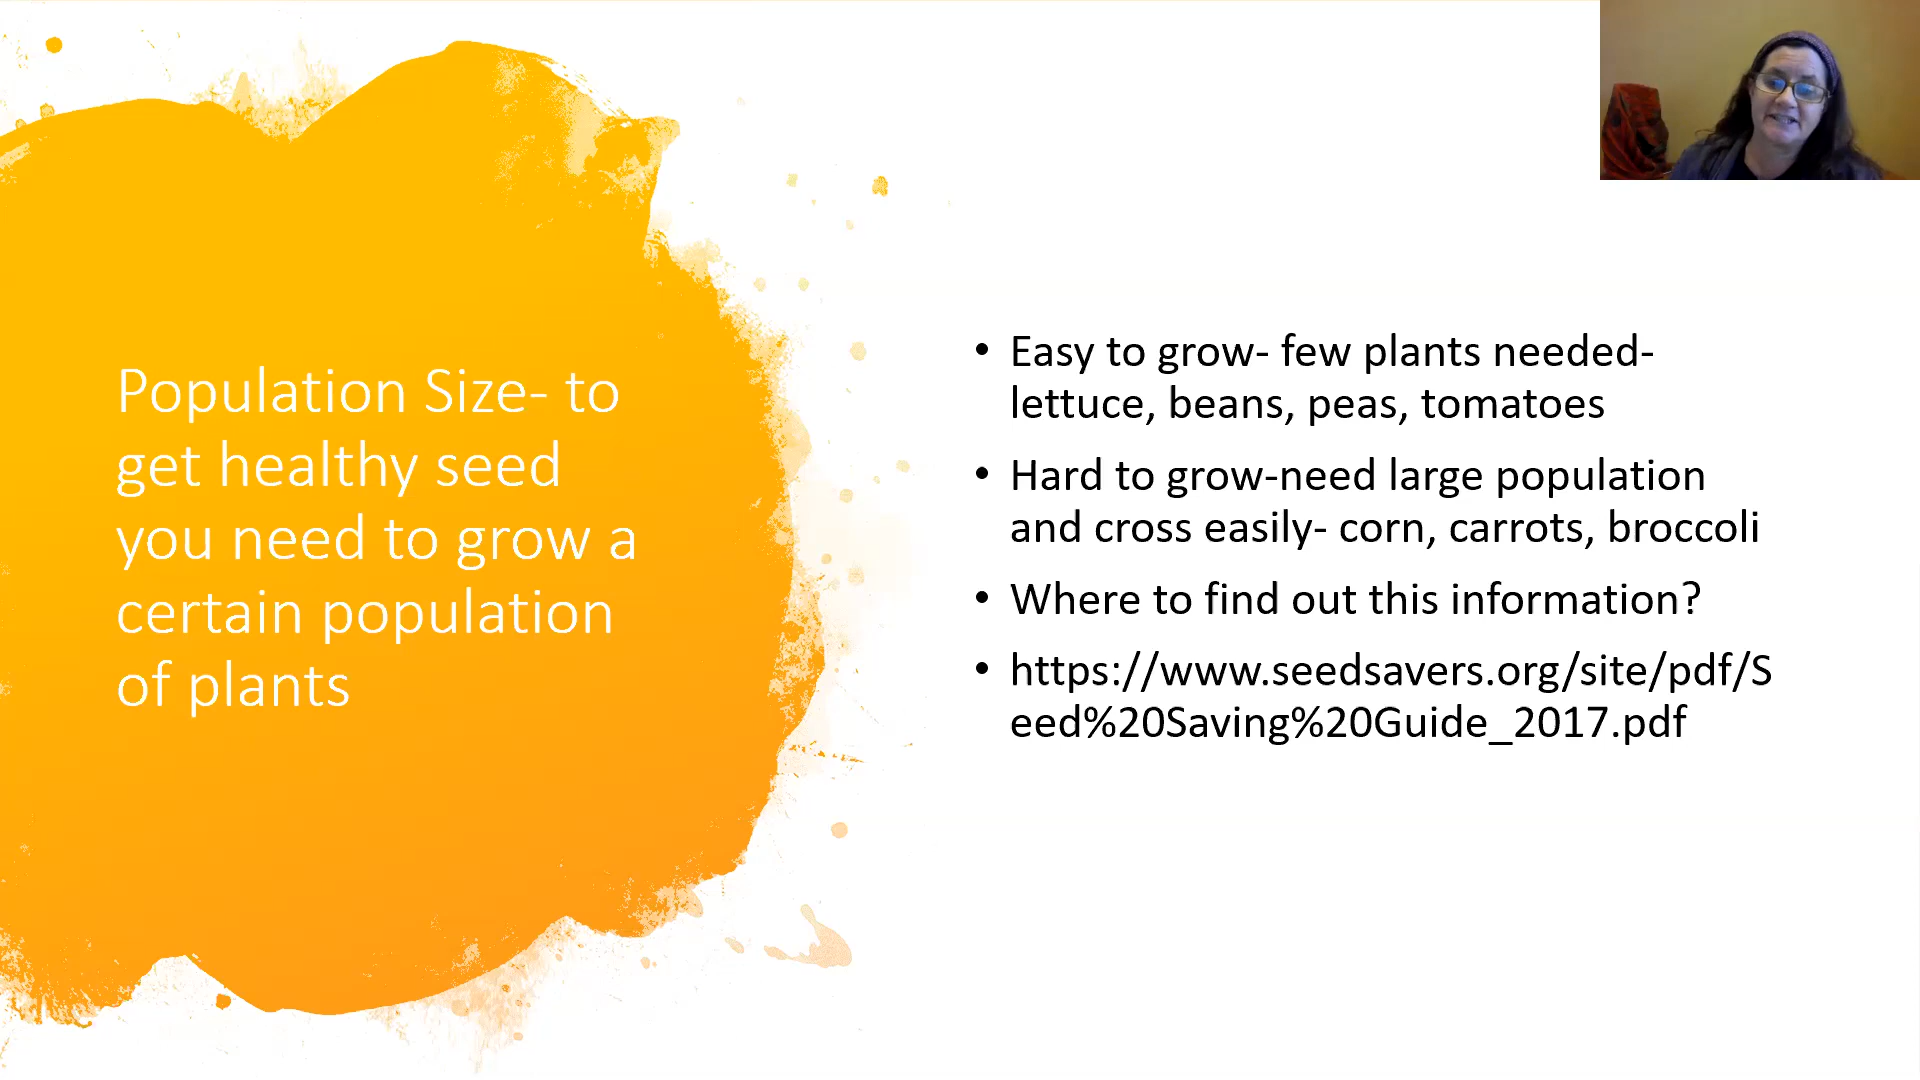 Population Size- to
get healthy seed
you need to grow a
certain population
of plants
• Easy to grow- few plants needed-
lettuce, beans, peas, tomatoes
• Hard to grow-need large population
and cross easily- corn, carrots, broccoli
• Where to find out this information?
• https://www.seedsavers.org/site/pdf/S
eed%20Saving%20Guide_2017.pdf